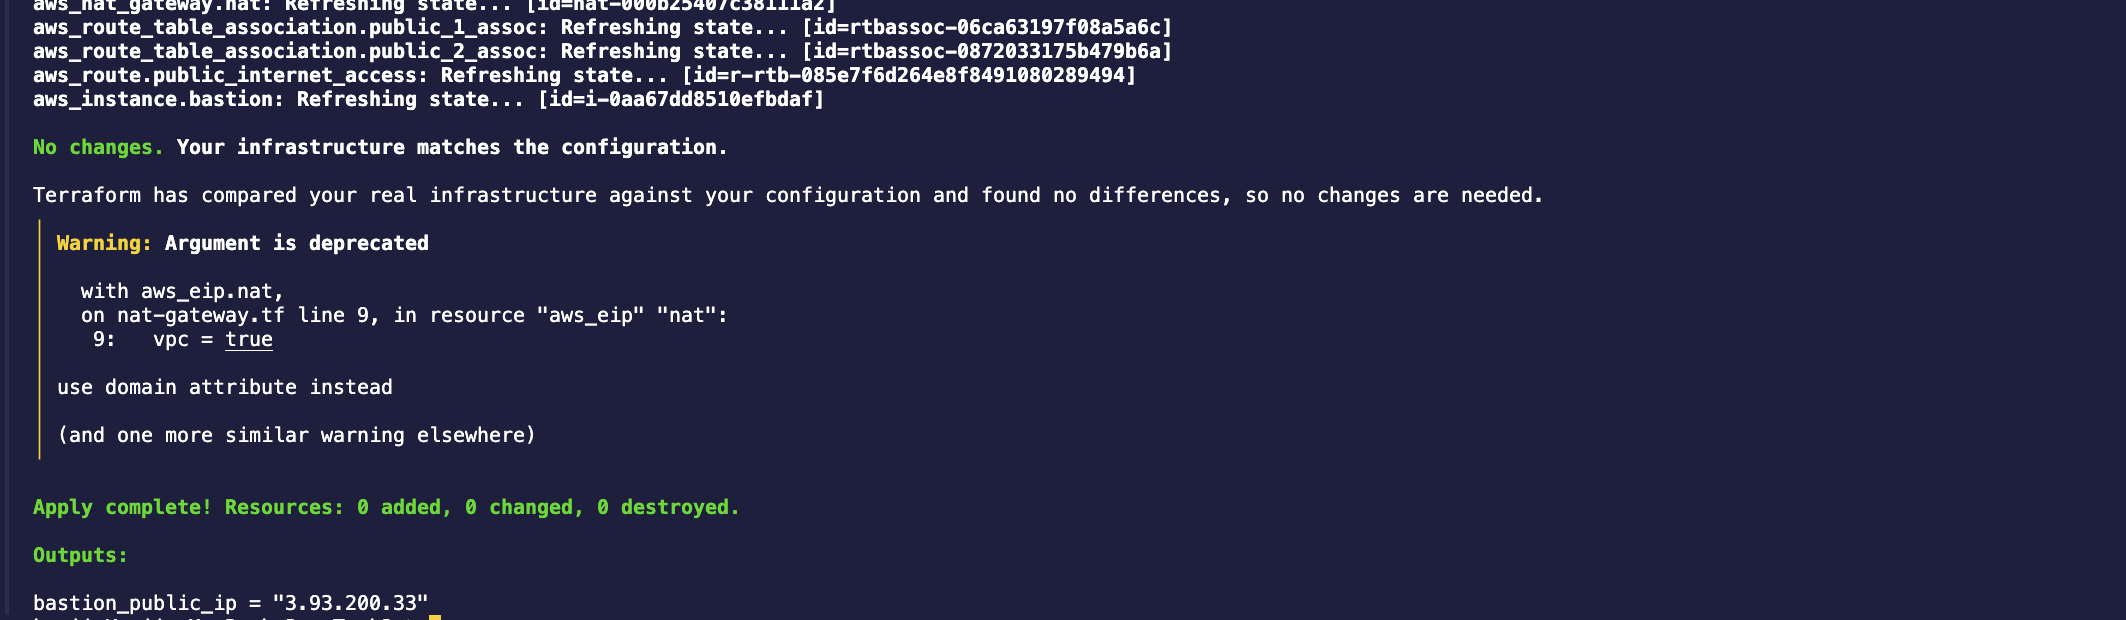 aws_nat_gateway.nat: Refreshing state... [id=nat-000b25407c38111a2]
aws_route_table_association.public_1_assoc: Refreshing state... [id=rtbassoc-06ca63197f08a5a6c]
aws_route_table_association.public_2_assoc: Refreshing state... [id=rtbassoc-0872033175b479b6a]
aws_route.public_internet_access: Refreshing state... [id=r-rtb-085e7f6d264e8f8491080289494]
aws_instance.bastion: Refreshing state... [id=i-0aa67dd8510efbdaf]
No changes. Your infrastructure matches the configuration.
Terraform has compared your real infrastructure against your configuration and found no differences, so no changes are needed.
Warning: Argument is deprecated
with aws_eip.nat,
on nat-gateway.tf line 9, in resource "aws_eip" "nat":
9: vpc = true
use domain attribute instead
(and one more similar warning elsewhere)
Apply complete! Resources: 0 added, 0 changed, 0 destroyed.
Outputs:
bastion_public_ip = "3.93.200.33"